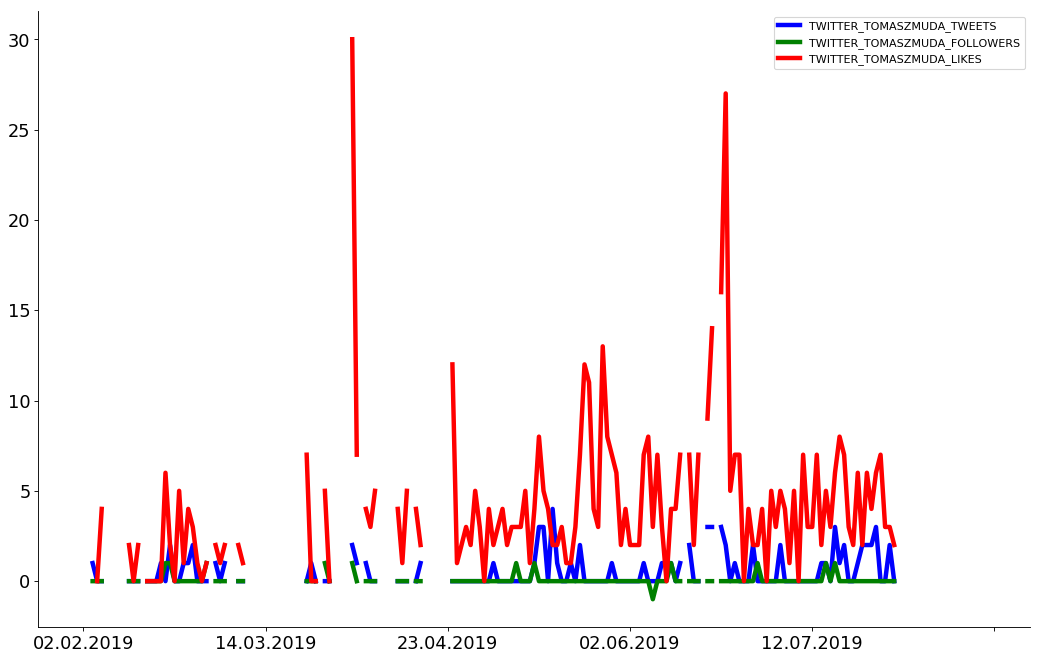 TWITTER_TOMASZMUDA_TWEETS
TWITTER_TOMASZMUDA_FOLLOWERS
TWITTER_TOMASZMUDA_LIKES
30
25
20
15
10
5
0
02.02.2019 14.03.2019 23.04.2019 02.06.2019 12.07.2019